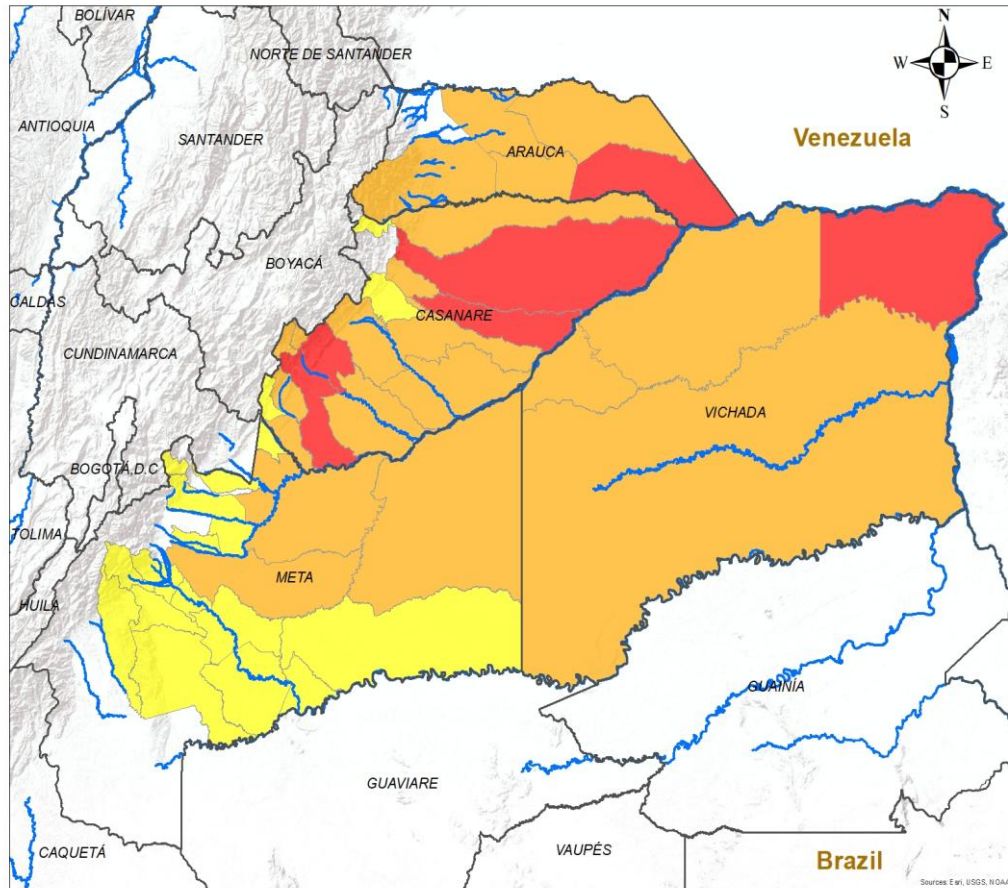 BOLÍVAR
N
NORTE DE SANTANDER
W
E
S
ANTIOQUIA
SANTANDER
Venezuela
ARAUCA
BOYACÁ
CALDAS
CASANARE
CUNDINAMARCA
VICHADA
BOGOTÁ, D.C
TOLIMA
META
HUILA
GUAINÍA
GUAVIARE
CAQUETÁ
VAUPÉS
Brazil
Sources: Esri, USGS, NOAA